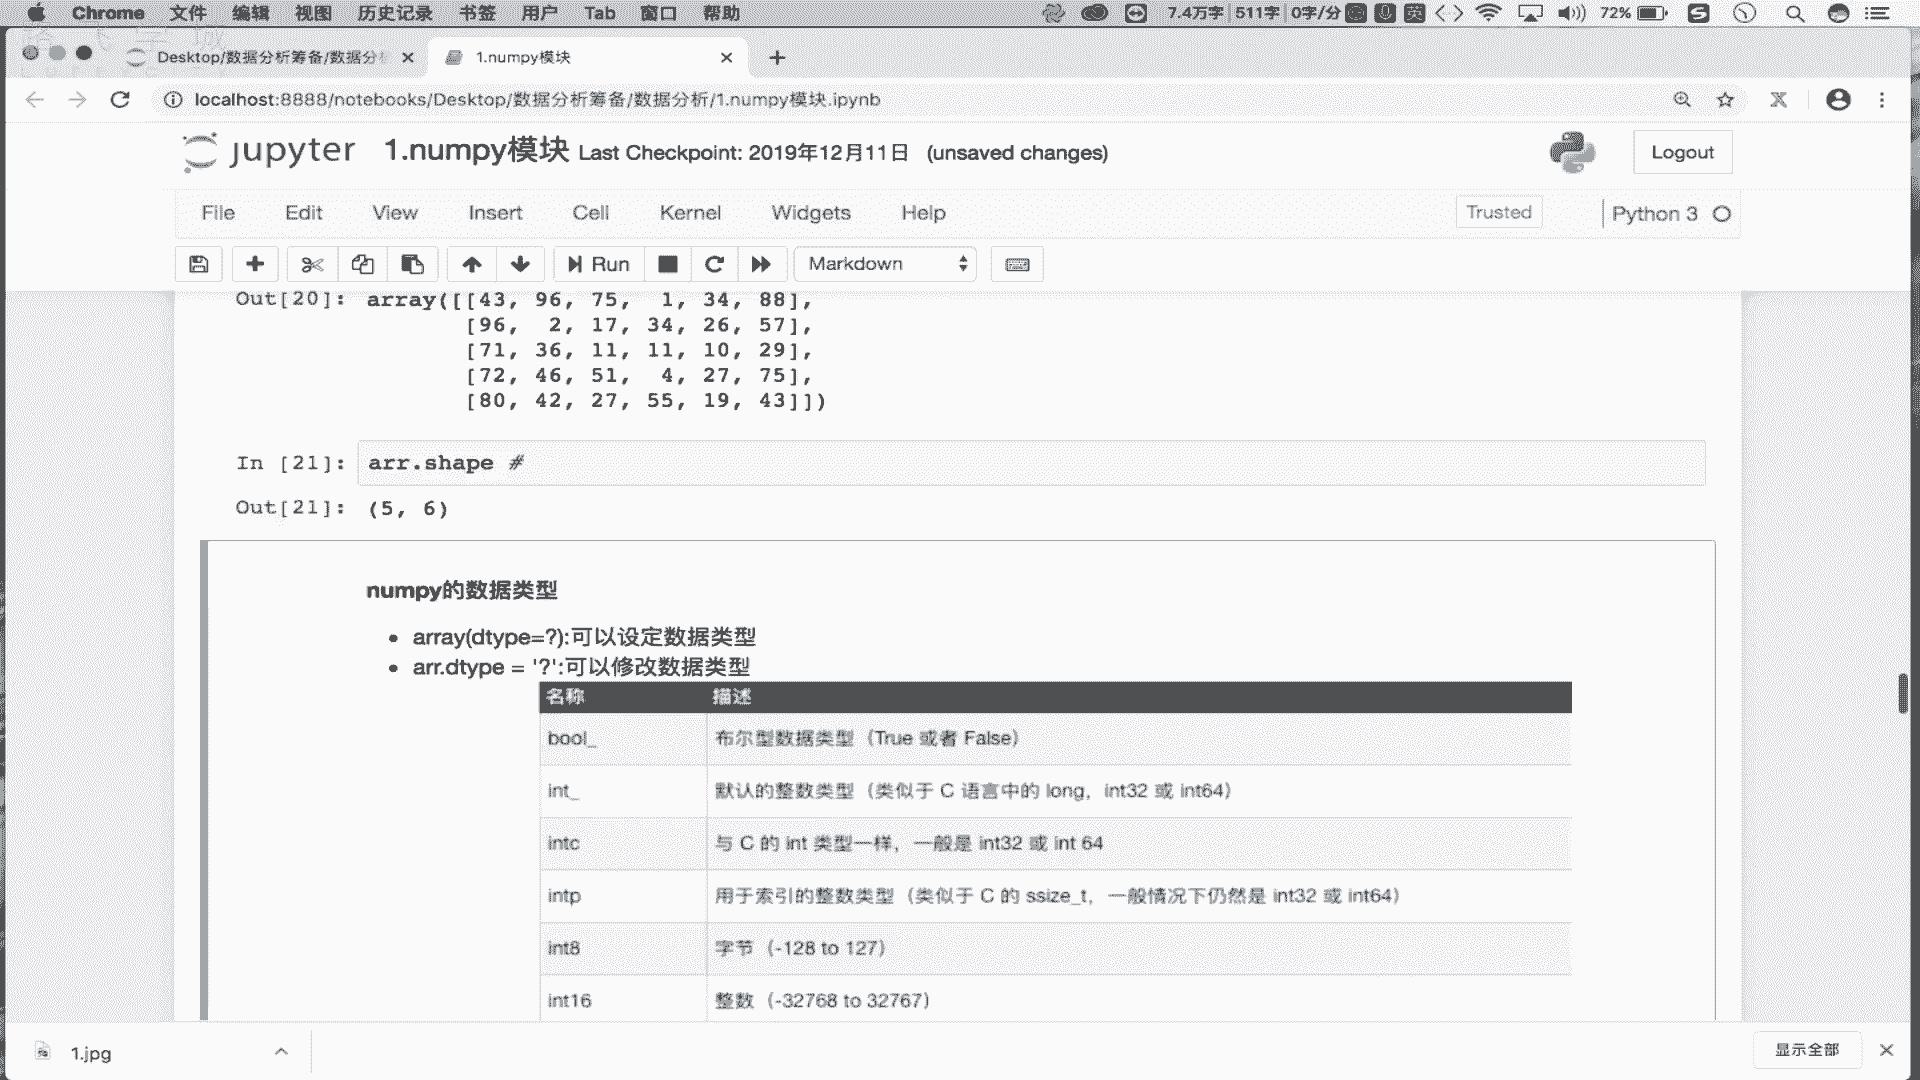 Chrome 文件 编辑 视图 历史记录 书签 用户 Tab 窗口 帮助 7.4万字 511字 0字/分 英 72%
Desktop/数据分析筹备/数据分析 1.numpy模块
localhost:8888/notebooks/Desktop/数据分析筹备/数据分析/1.numpy模块.ipynb
jupyter 1.numpy模块 Last Checkpoint: 2019年12月11日 (unsaved changes) Logout
File Edit View Insert Cell Kernel Widgets Help Trusted Python 3
Run Markdown
Out[20]: array([[43, 96, 75, 1, 34, 88],
[96, 2, 17, 34, 26, 57],
[71, 36, 11, 11, 10, 29],
[72, 46, 51, 4, 27, 75],
[80, 42, 27, 55, 19, 43]])
In [21]: arr.shape #
Out[21]: (5, 6)
numpy的数据类型
• array(dtype=?):可以设定数据类型
• arr.dtype = '?':可以修改数据类型
名称 描述
bool_ 布尔型数据类型（True 或者 False）
int_ 默认的整数类型（类似于 C 语言中的 long，int32 或 int64）
intc 与 C 的 int 类型一样，一般是 int32 或 int 64
intp 用于索引的整数类型（类似于 C 的 ssize_t，一般情况下仍然是 int32 或 int64）
int8 字节（-128 to 127）
int16 整数（-32768 to 32767）
1.jpg 显示全部